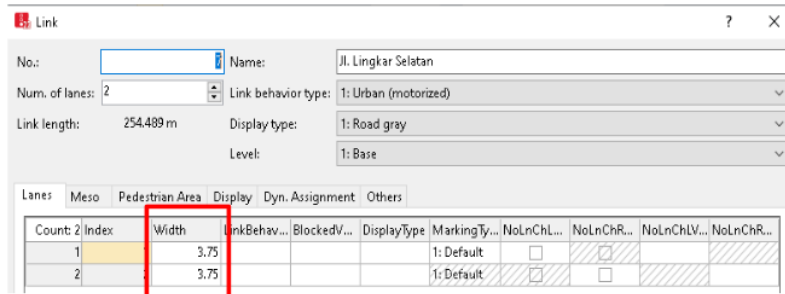 Link ? X
No.: 7 Name: Jl. Lingkar Selatan
Num. of lanes: 2 Link behavior type: 1: Urban (motorized)
Link length: 254.489 m Display type: 1: Road gray
Level: 1: Base
Lanes Meso Pedestrian Area Display Dyn. Assignment Others
Count: 2 Index Width LinkBehav... BlockedV... DisplayType MarkingTy... NoLnChL... NoLnChR... NoLnChLV... NoLnChR...
1 1 3.75 1: Default
2 2 3.75 1: Default